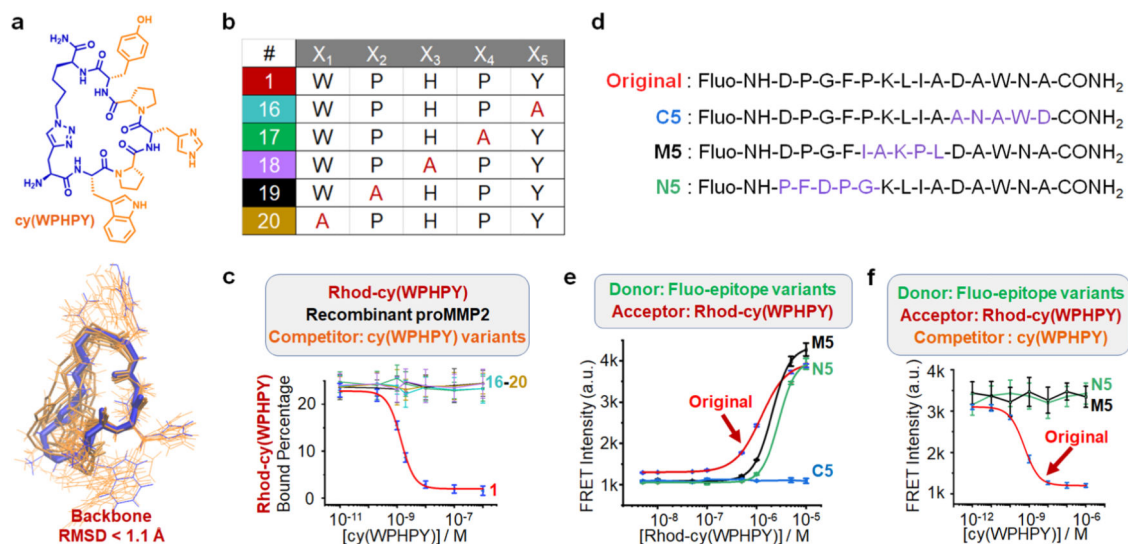 a
OH
H₂N
O
NH
O
NH
O
N
O
N
N
N
HN
O
N
NH
O
N
H₂N
O
NH
O
N
O
NH
cy(WPHPY)
Backbone
RMSD < 1.1 Å
b
# X₁ X₂ X₃ X₄ X₅
1 W P H P Y
16 W P H P A
17 W P H A Y
18 W P A P Y
19 W A H P Y
20 A P H P Y
c
Rhod-cy(WPHPY)
Recombinant proMMP2
Competitor: cy(WPHPY) variants
Rhod-cy(WPHPY)
Bound Percentage
20
10
0
16-20
1
10⁻¹¹ 10⁻⁹ 10⁻⁷
[cy(WPHPY)] / M
d
Original : Fluo-NH-D-P-G-F-P-K-L-I-A-D-A-W-N-A-CONH₂
C5 : Fluo-NH-D-P-G-F-P-K-L-I-A-A-N-A-W-D-CONH₂
M5 : Fluo-NH-D-P-G-F-I-A-K-P-L-D-A-W-N-A-CONH₂
N5 : Fluo-NH-P-F-D-P-G-K-L-I-A-D-A-W-N-A-CONH₂
e
Donor: Fluo-epitope variants
Acceptor: Rhod-cy(WPHPY)
FRET Intensity (a.u.)
4k
3k
2k
1k
M5
N5
Original
C5
10⁻⁸ 10⁻⁷ 10⁻⁶ 10⁻⁵
[Rhod-cy(WPHPY)] / M
f
Donor: Fluo-epitope variants
Acceptor: Rhod-cy(WPHPY)
Competitor : cy(WPHPY)
FRET Intensity (a.u.)
4k
3k
2k
1k
N5
M5
Original
10⁻¹² 10⁻⁹ 10⁻⁶
[cy(WPHPY)] / M